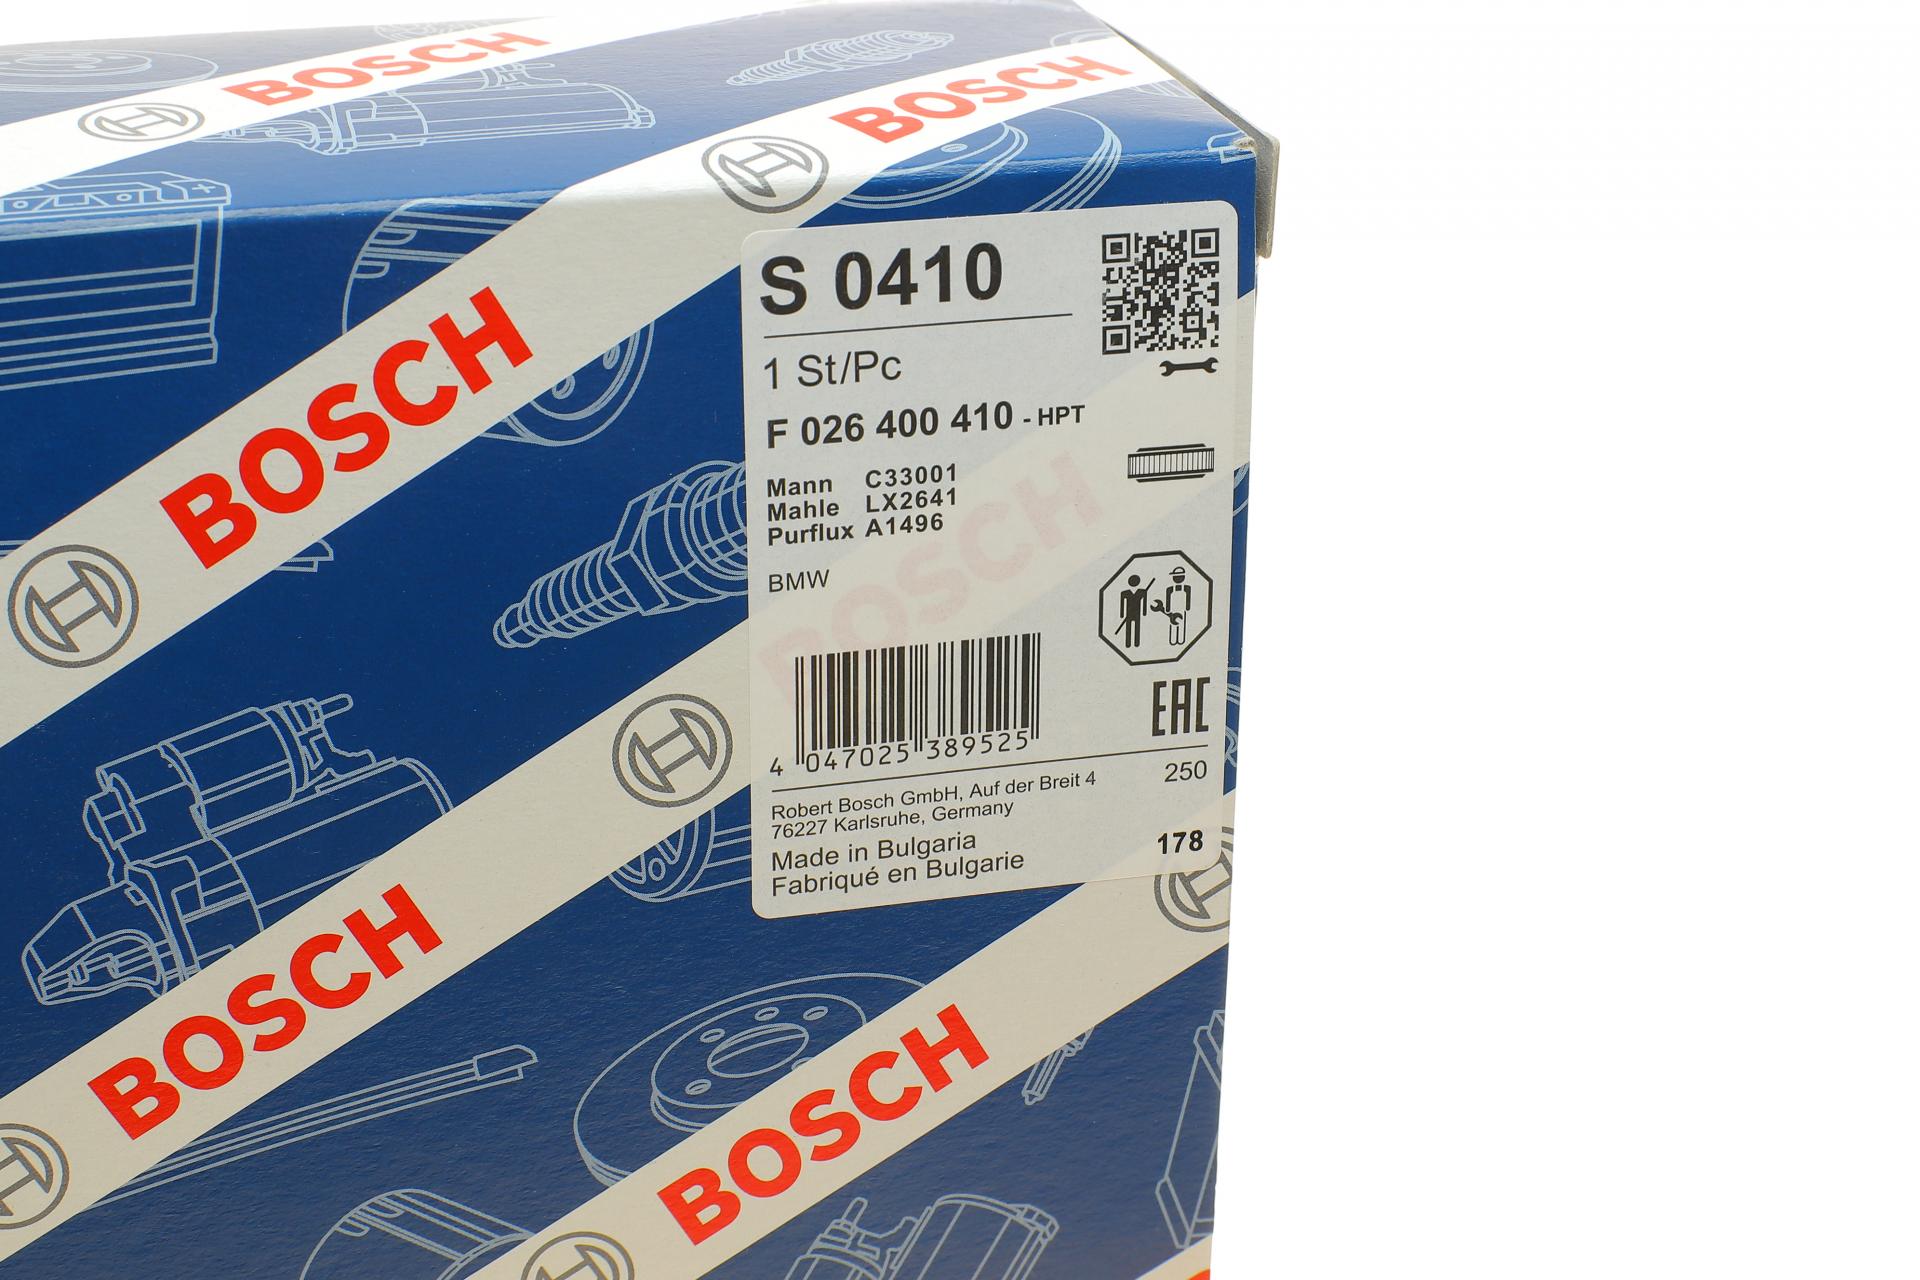 BOSCH
BOSCH
BOSCH
S 0410
1 St/Pc
F 026 400 410 - HPT
Mann C33001
Mahle LX2641
Purflux A1496
BOSCH
BMW
4 047025 389525
EAC
Robert Bosch GmbH, Auf der Breit 4
76227 Karlsruhe, Germany
250
Made in Bulgaria
Fabriqué en Bulgarie
178
BOSCH
BOSCH